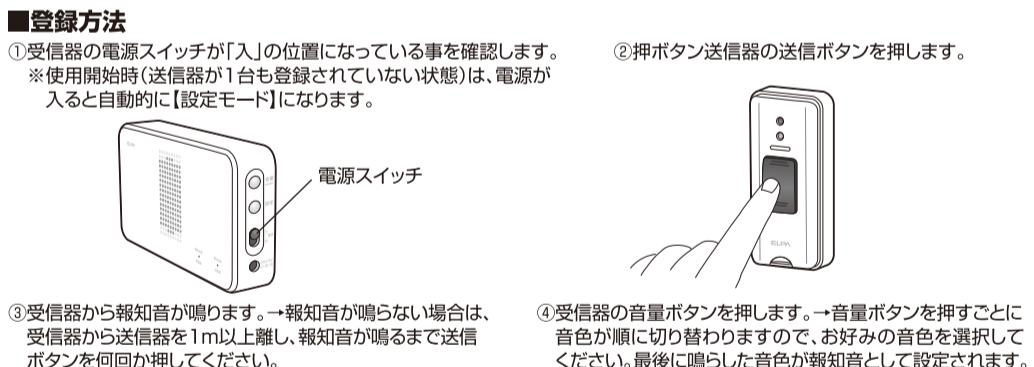 ■登録方法
①受信器の電源スイッチが「入」の位置になっている事を確認します。
※使用開始時(送信器が1台も登録されていない状態)は、電源が
入ると自動的に【設定モード】になります。
電源スイッチ
②押ボタン送信器の送信ボタンを押します。
ELPA
③受信器から報知音が鳴ります。→報知音が鳴らない場合は、
受信器から送信器を1m以上離し、報知音が鳴るまで送信
ボタンを何回か押してください。
④受信器の音量ボタンを押します。→音量ボタンを押すごとに
音色が順に切り替わりますので、お好みの音色を選択して
ください。最後に鳴らした音色が報知音として設定されます。